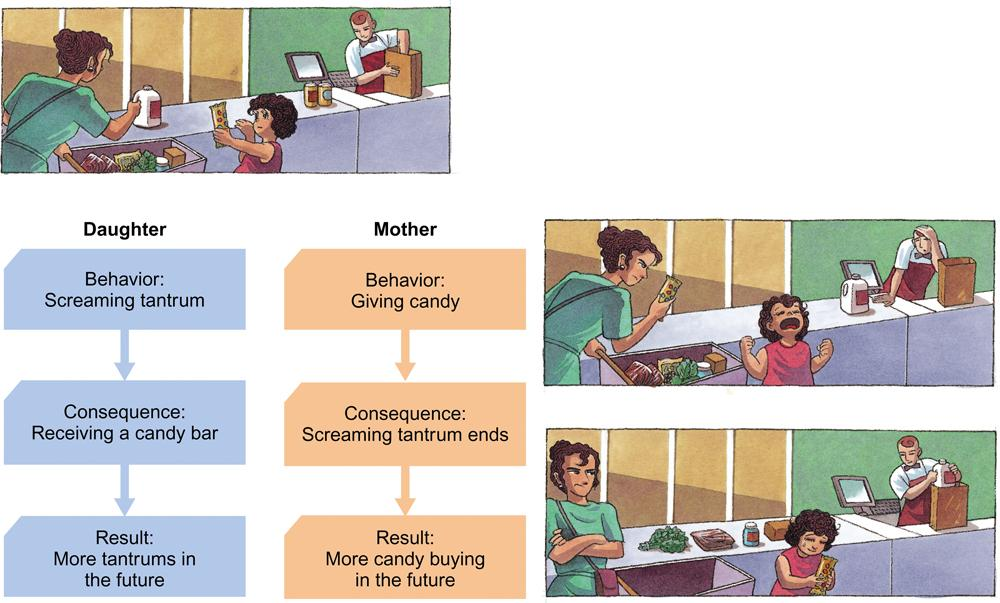 Daughter
Behavior:
Screaming tantrum
Consequence:
Receiving a candy bar
Result:
More tantrums in
the future
Mother
Behavior:
Giving candy
Consequence:
Screaming tantrum ends
Result:
More candy buying
in the future